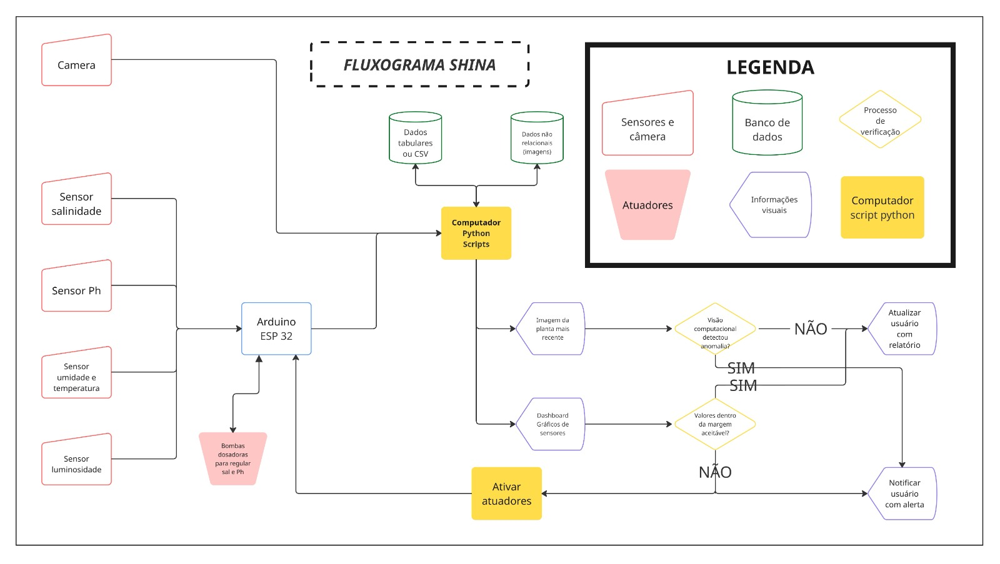 Camera
FLUXOGRAMA SHINA
LEGENDA
Sensores e
câmera
Banco de
dados
Processo
de
verificação
Atuadores
Informações
visuais
Computador
script python
Dados
tabulares
ou CSV
Dados não
relacionais
(imagens)
Sensor
salinidade
Computador
Python
Scripts
Sensor Ph
Arduino
ESP 32
Imagem da
planta mais
recente
Visão
computacional
detectou
anomalia?
NÃO
Atualizar
usuário
com
relatório
SIM
SIM
Sensor
umidade e
temperatura
Dashboard
Gráficos de
sensores
Valores dentro
da margem
aceitável?
Sensor
luminosidade
Bombas
dosadoras
para regular
sal e Ph
NÃO
Ativar
atuadores
Notificar
usuário
com alerta